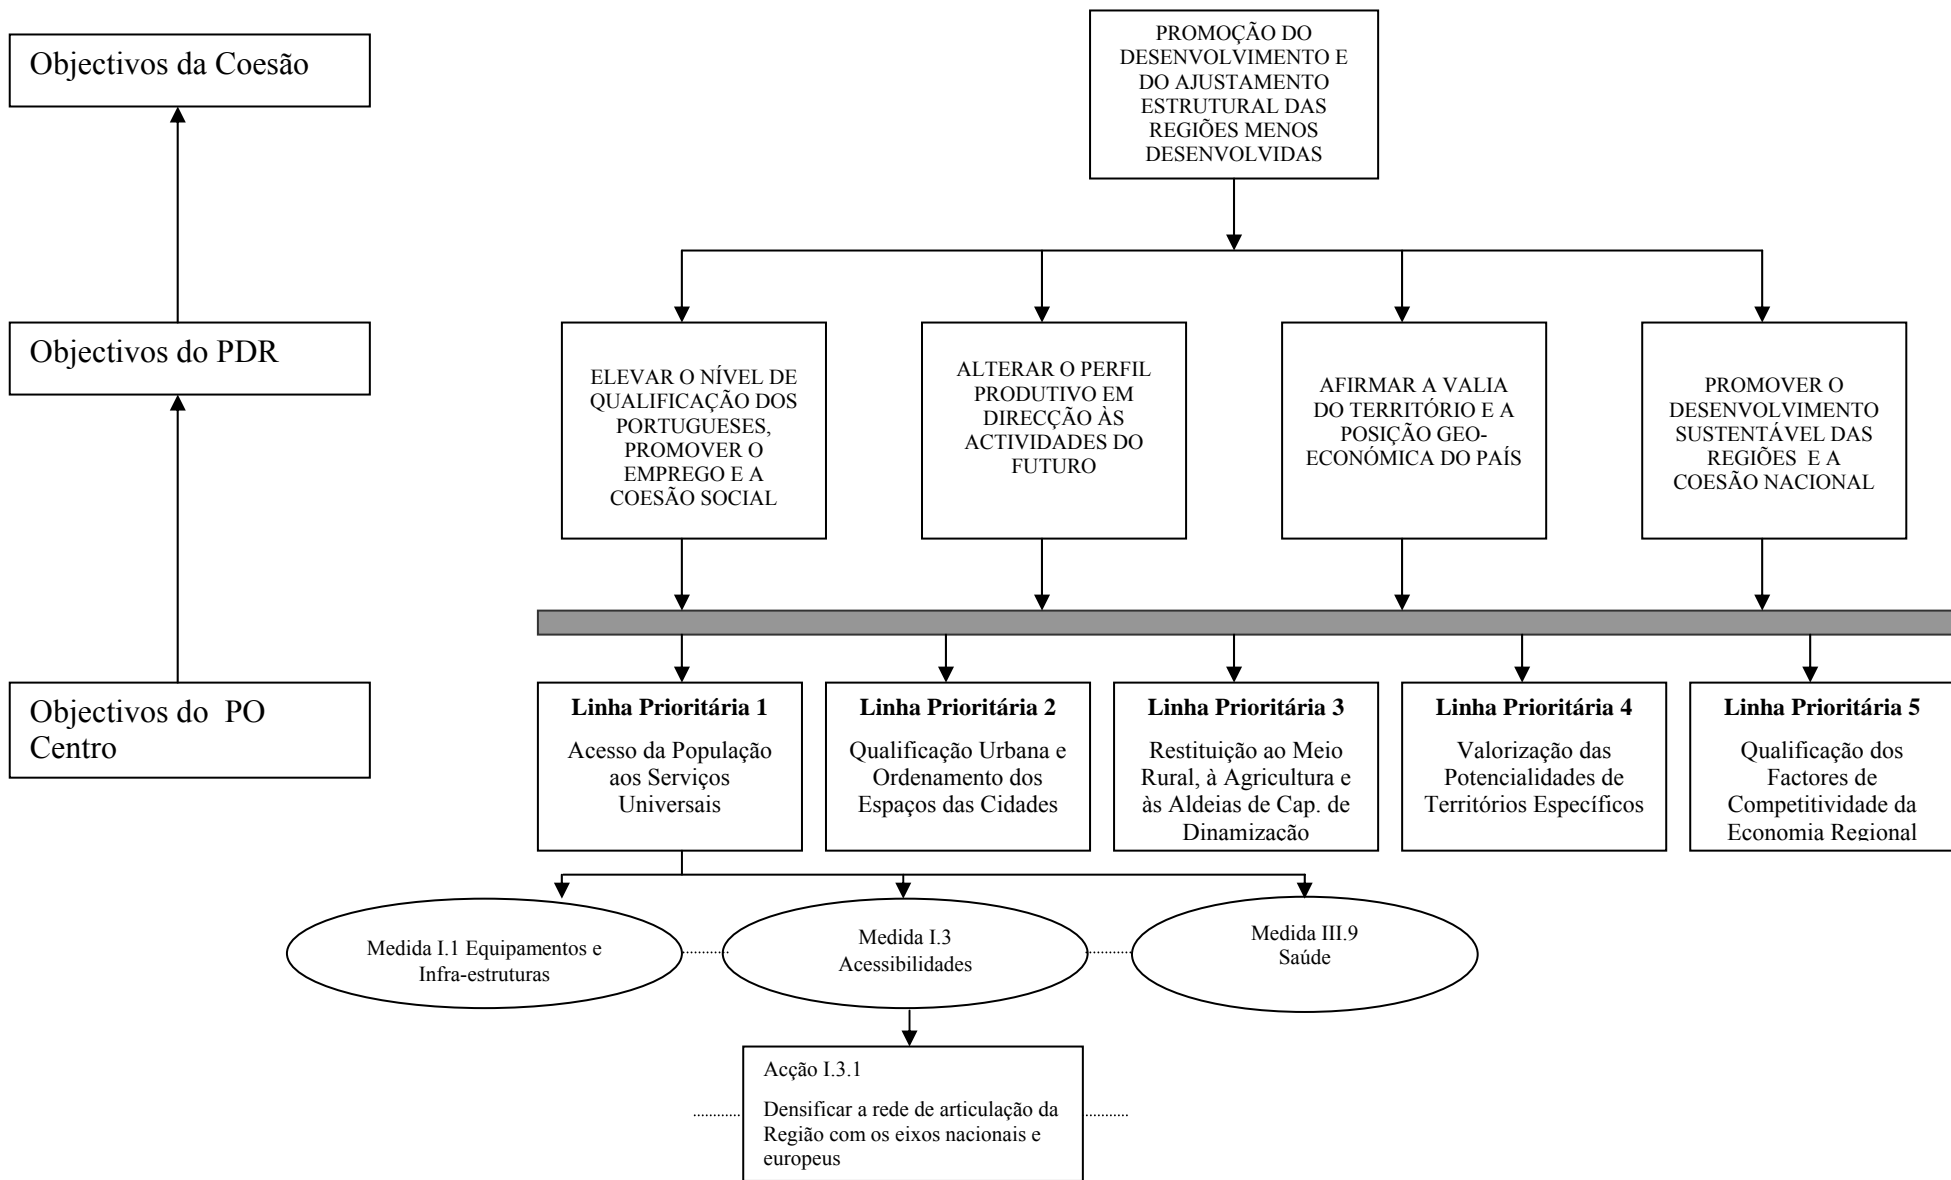 Objectivos da Coesão
PROMOÇÃO DO
DESENVOLVIMENTO E
DO AJUSTAMENTO
ESTRUTURAL DAS
REGIÕES MENOS
DESENVOLVIDAS
Objectivos do PDR
ELEVAR O NÍVEL DE
QUALIFICAÇÃO DOS
PORTUGUESES,
PROMOVER O
EMPREGO E A
COESÃO SOCIAL
ALTERAR O PERFIL
PRODUTIVO EM
DIRECÇÃO ÀS
ACTIVIDADES DO
FUTURO
AFIRMAR A VALIA
DO TERRITÓRIO E A
POSIÇÃO GEO-
ECONÓMICA DO PAÍS
PROMOVER O
DESENVOLVIMENTO
SUSTENTÁVEL DAS
REGIÕES E A
COESÃO NACIONAL
Objectivos do PO
Centro
Linha Prioritária 1
Acesso da População
aos Serviços
Universais
Linha Prioritária 2
Qualificação Urbana e
Ordenamento dos
Espaços das Cidades
Linha Prioritária 3
Restituição ao Meio
Rural, à Agricultura e
às Aldeias de Cap. de
Dinamização
Linha Prioritária 4
Valorização das
Potencialidades de
Territórios Específicos
Linha Prioritária 5
Qualificação dos
Factores de
Competitividade da
Economia Regional
Medida I.1 Equipamentos e
Infra-estruturas
Medida I.3
Acessibilidades
Medida III.9
Saúde
Acção I.3.1
Densificar a rede de articulação da
Região com os eixos nacionais e
europeus